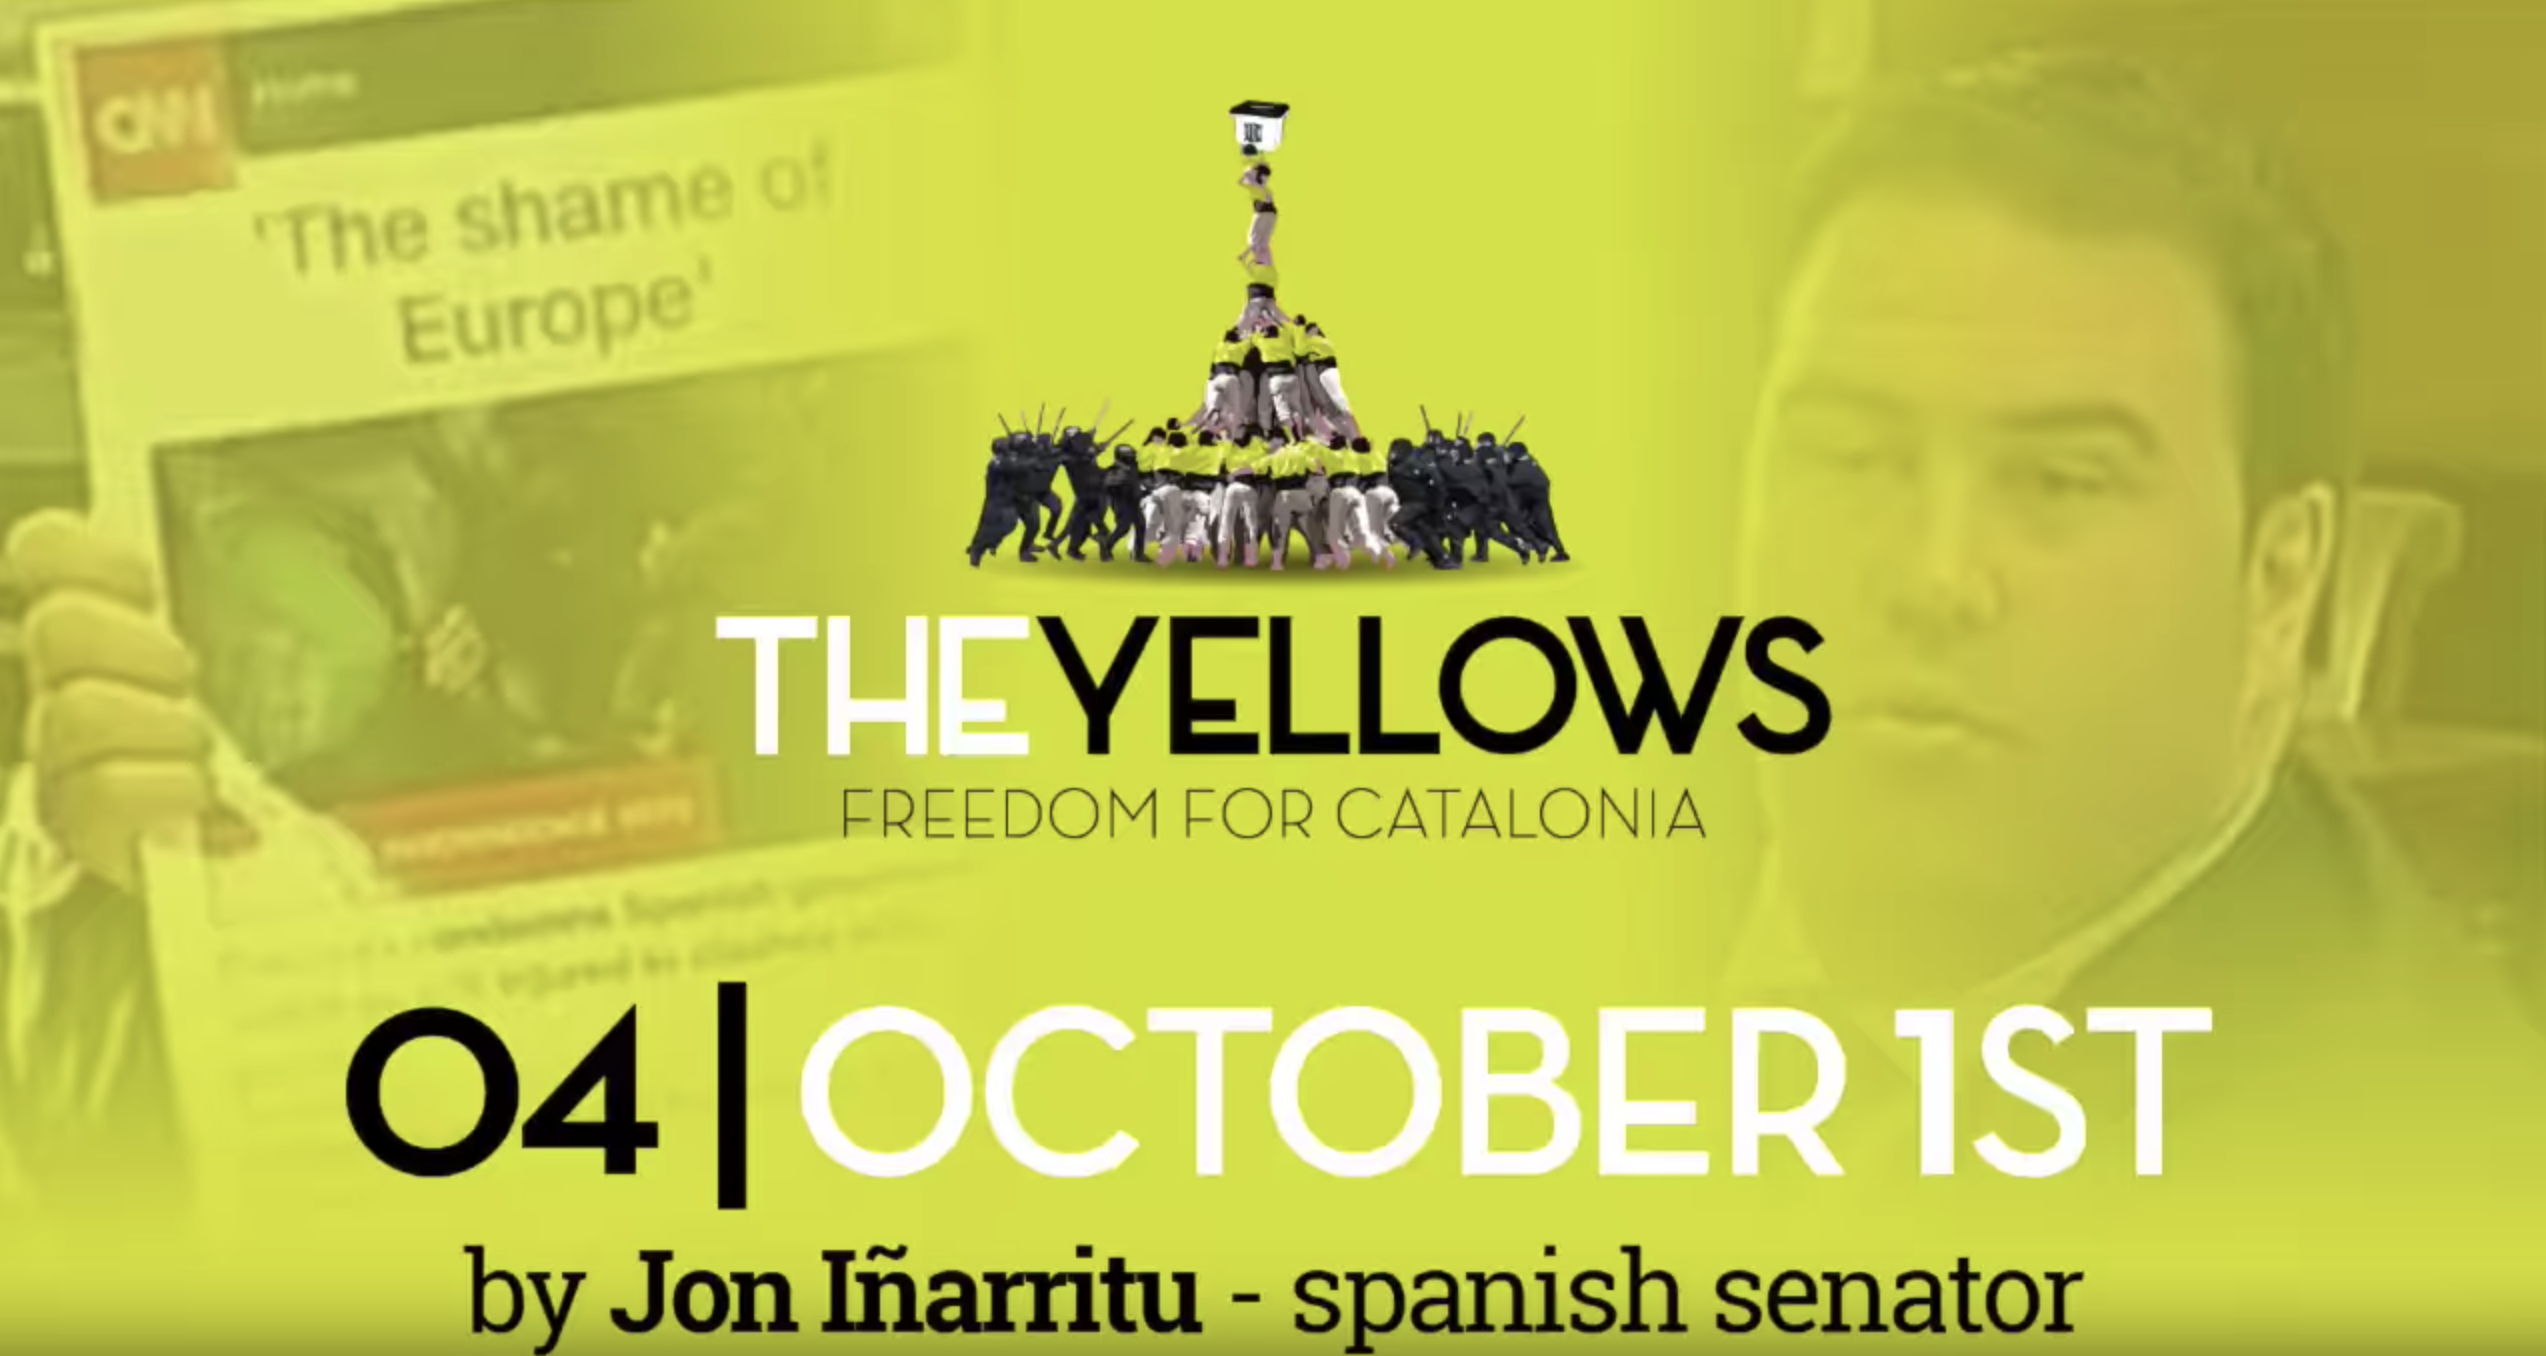 CNN Home
'The shame of
Europe'
THEYELLOWS
FREEDOM FOR CATALONIA
04 | OCTOBER 1ST
by Jon Iñarritu - spanish senator